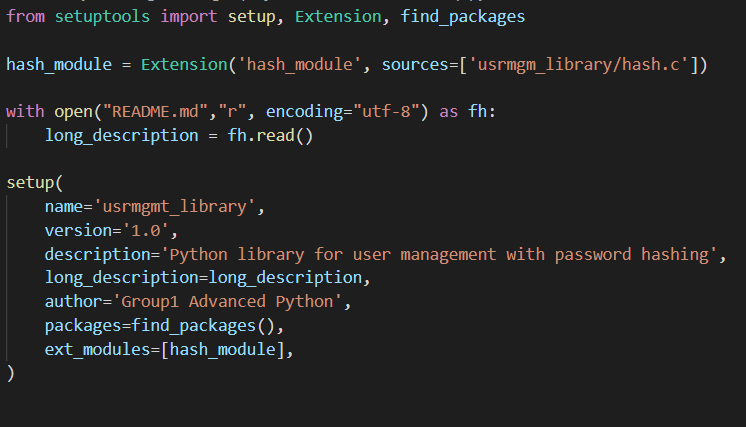 from setuptools import setup, Extension, find_packages
hash_module = Extension('hash_module', sources=['usrmgm_library/hash.c'])
with open("README.md","r", encoding="utf-8") as fh:
    long_description = fh.read()
setup(
    name='usrmgmt_library',
    version='1.0',
    description='Python library for user management with password hashing',
    long_description=long_description,
    author='Group1 Advanced Python',
    packages=find_packages(),
    ext_modules=[hash_module],
)